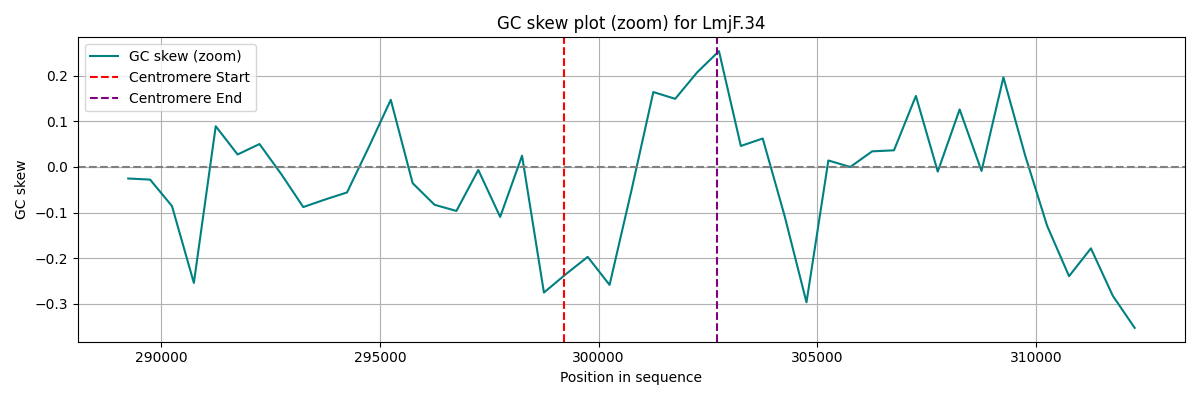 GC skew plot (zoom) for LmjF.34
GC skew (zoom)
Centromere Start
Centromere End
GC skew
0.2
0.1
0.0
−0.1
−0.2
−0.3
290000 295000 300000 305000 310000
Position in sequence